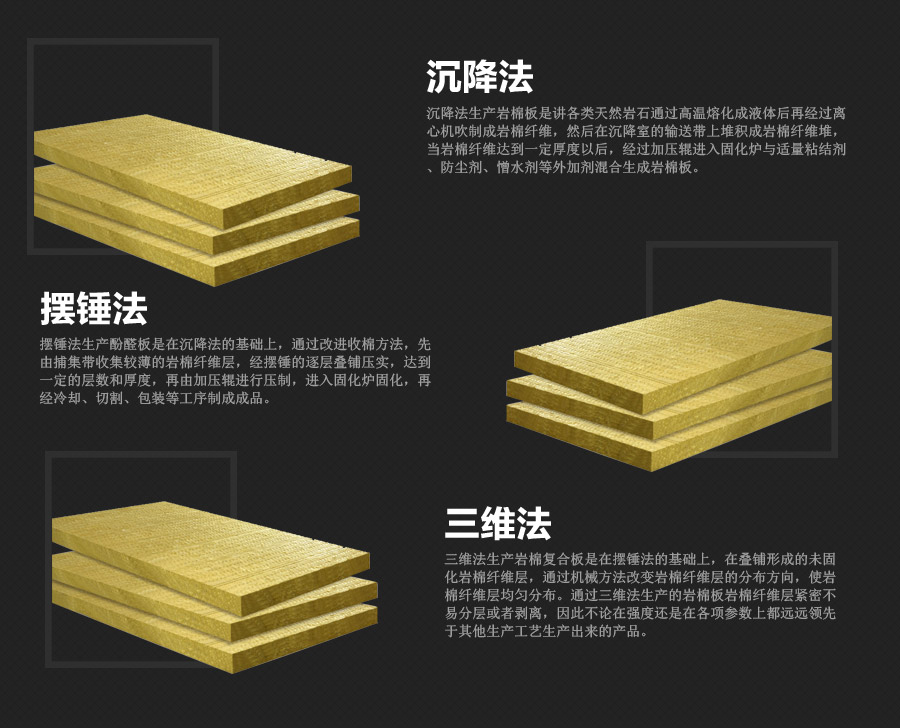 沉降法
沉降法生产岩棉板是讲各类天然岩石通过高温熔化成液体后再经过离
心机吹制成岩棉纤维，然后在沉降室的输送带上堆积成岩棉纤维堆，
当岩棉纤维达到一定厚度以后，经过加压辊进入固化炉与适量粘结剂
、防尘剂、憎水剂等外加剂混合生成岩棉板。
摆锤法
摆锤法生产酚醛板是在沉降法的基础上，通过改进收棉方法，先
由捕集带收集较薄的岩棉纤维层，经摆锤的逐层叠铺压实，达到
一定的层数和厚度，再由加压辊进行压制，进入固化炉固化，再
经冷却、切割、包装等工序制成成品。
三维法
三维法生产岩棉复合板是在摆锤法的基础上，在叠铺形成的未固
化岩棉纤维层，通过机械方法改变岩棉纤维层的分布方向，使岩
棉纤维层均匀分布。通过三维法生产的岩棉板岩棉纤维层紧密不
易分层或者剥离，因此不论在强度还是在各项参数上都远远领先
于其他生产工艺生产出来的产品。